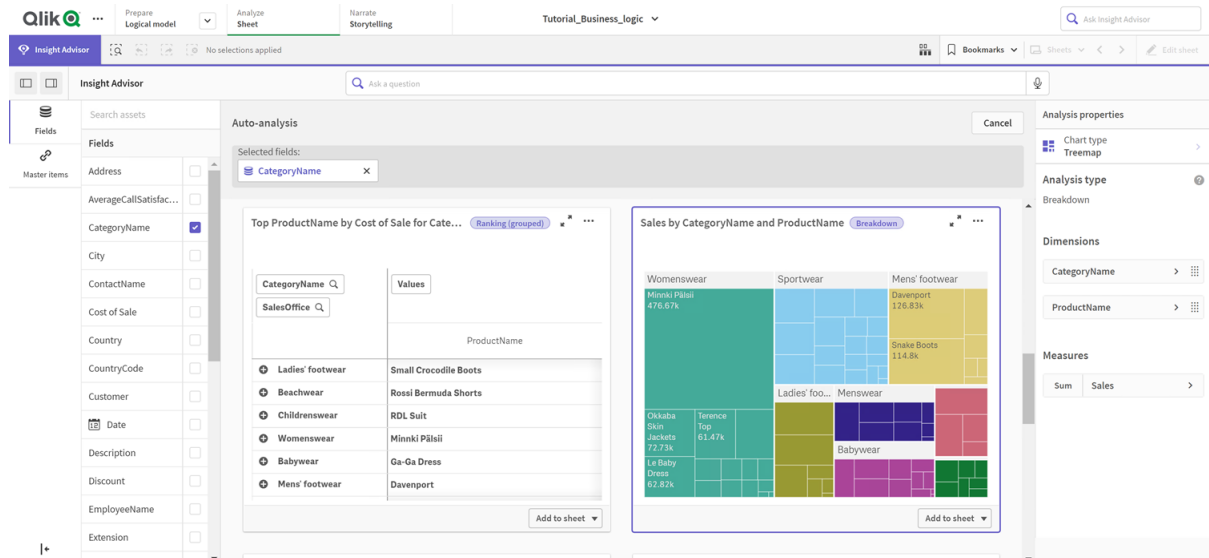 Qlik
Prepare
Logical model
Analyze
Sheet
Narrate
Storytelling
Tutorial_Business_logic
Ask Insight Advisor
Insight Advisor
No selections applied
Bookmarks
Sheets
Edit sheet
Insight Advisor
Ask a question
Fields
Master items
Search assets
Fields
Address
AverageCallSatisfac...
CategoryName
City
ContactName
Cost of Sale
Country
CountryCode
Customer
Date
Description
Discount
EmployeeName
Extension
Auto-analysis
Cancel
Selected fields:
CategoryName
Top ProductName by Cost of Sale for Cate...
Ranking (grouped)
CategoryName
Values
SalesOffice
ProductName
Ladies' footwear
Small Crocodile Boots
Beachwear
Rossi Bermuda Shorts
Childrenswear
RDL Suit
Womenswear
Minnki Pälsii
Babywear
Ga-Ga Dress
Mens' footwear
Davenport
Add to sheet
Sales by CategoryName and ProductName
Breakdown
Womenswear
Sportwear
Mens' footwear
Minnki Pälsii
476.67k
Davenport
126.83k
Snake Boots
114.8k
Ladies' foo...
Menswear
Okkaba
Skin
Jackets
72.73k
Terence
Top
61.47k
Babywear
Le Baby
Dress
62.82k
Add to sheet
Analysis properties
Chart type
Treemap
Analysis type
Breakdown
Dimensions
CategoryName
ProductName
Measures
Sum
Sales